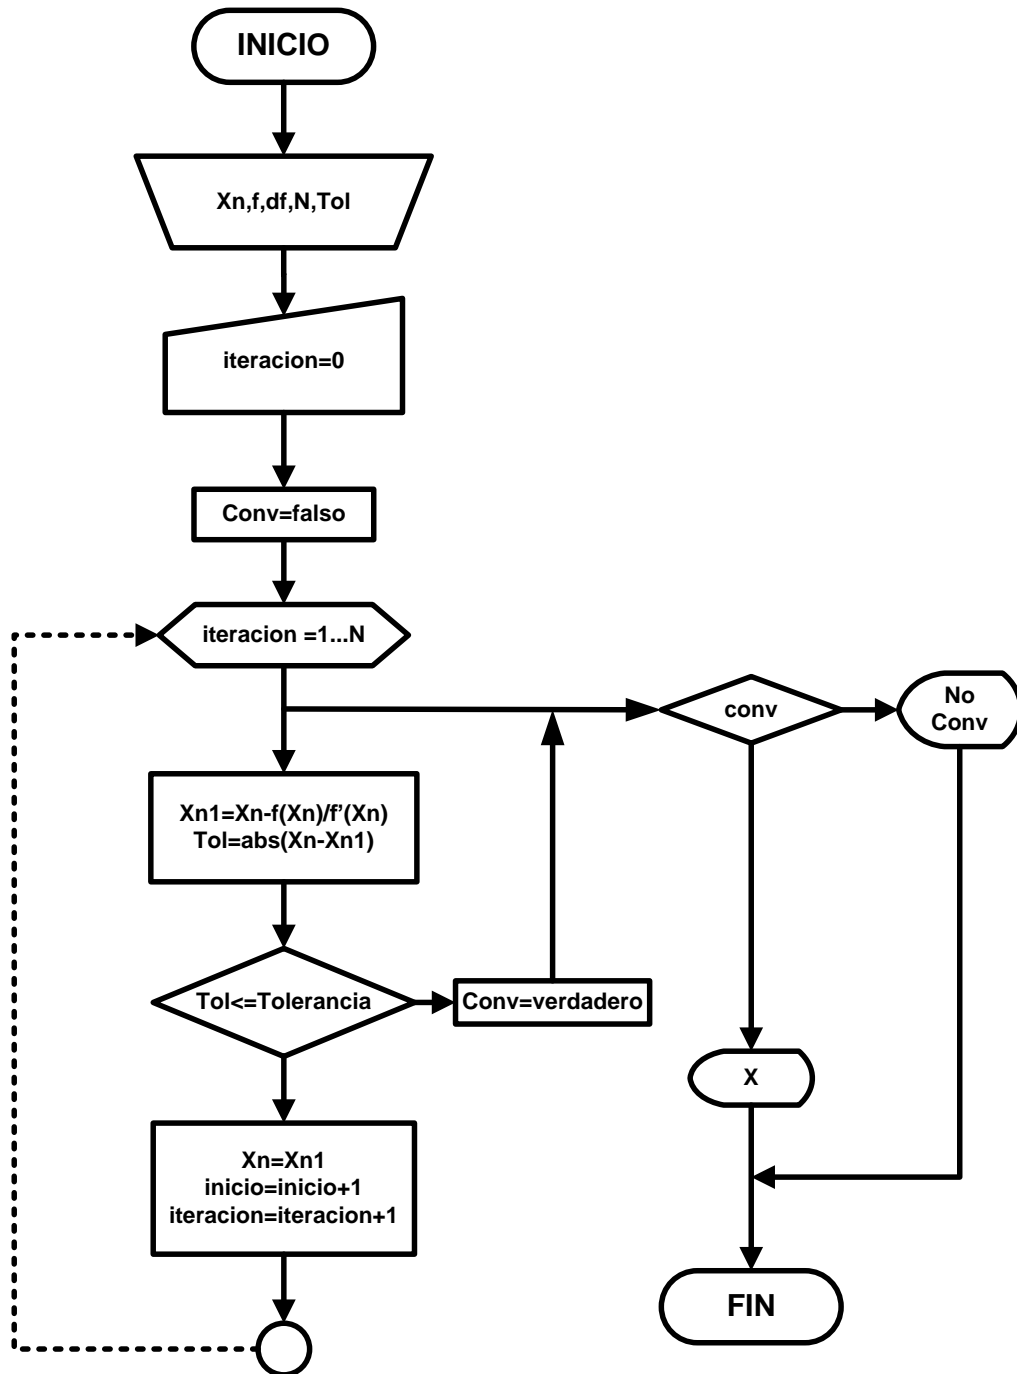 INICIO
Xn,f,df,N,Tol
iteracion=0
Conv=falso
iteracion =1...N
conv
No
Conv
Xn1=Xn-f(Xn)/f'(Xn)
Tol=abs(Xn-Xn1)
Tol<=Tolerancia
Conv=verdadero
X
Xn=Xn1
inicio=inicio+1
iteracion=iteracion+1
FIN